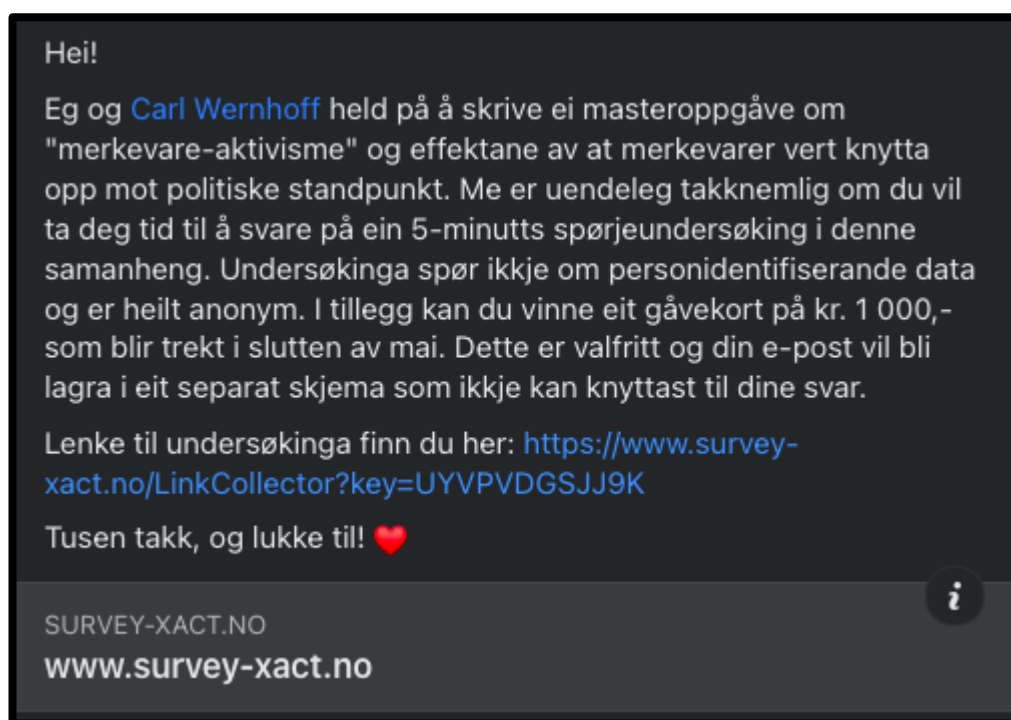 Hei!
Eg og Carl Wernhoff held på å skrive ei masteroppgåve om
"merkevare-aktivisme" og effektane av at merkevarer vert knytta
opp mot politiske standpunkt. Me er uendeleg takknemlig om du vil
ta deg tid til å svare på ein 5-minutts spørjeundersøking i denne
samanheng. Undersøkinga spør ikkje om personidentifiserande data
og er heilt anonym. I tillegg kan du vinne eit gåvekort på kr. 1 000,-
som blir trekt i slutten av mai. Dette er valfritt og din e-post vil bli
lagra i eit separat skjema som ikkje kan knyttast til dine svar.
Lenke til undersøkinga finn du her: https://www.survey-
xact.no/LinkCollector?key=UYVPVDGSJJ9K
Tusen takk, og lukke til! ❤️
SURVEY-XACT.NO
www.survey-xact.no